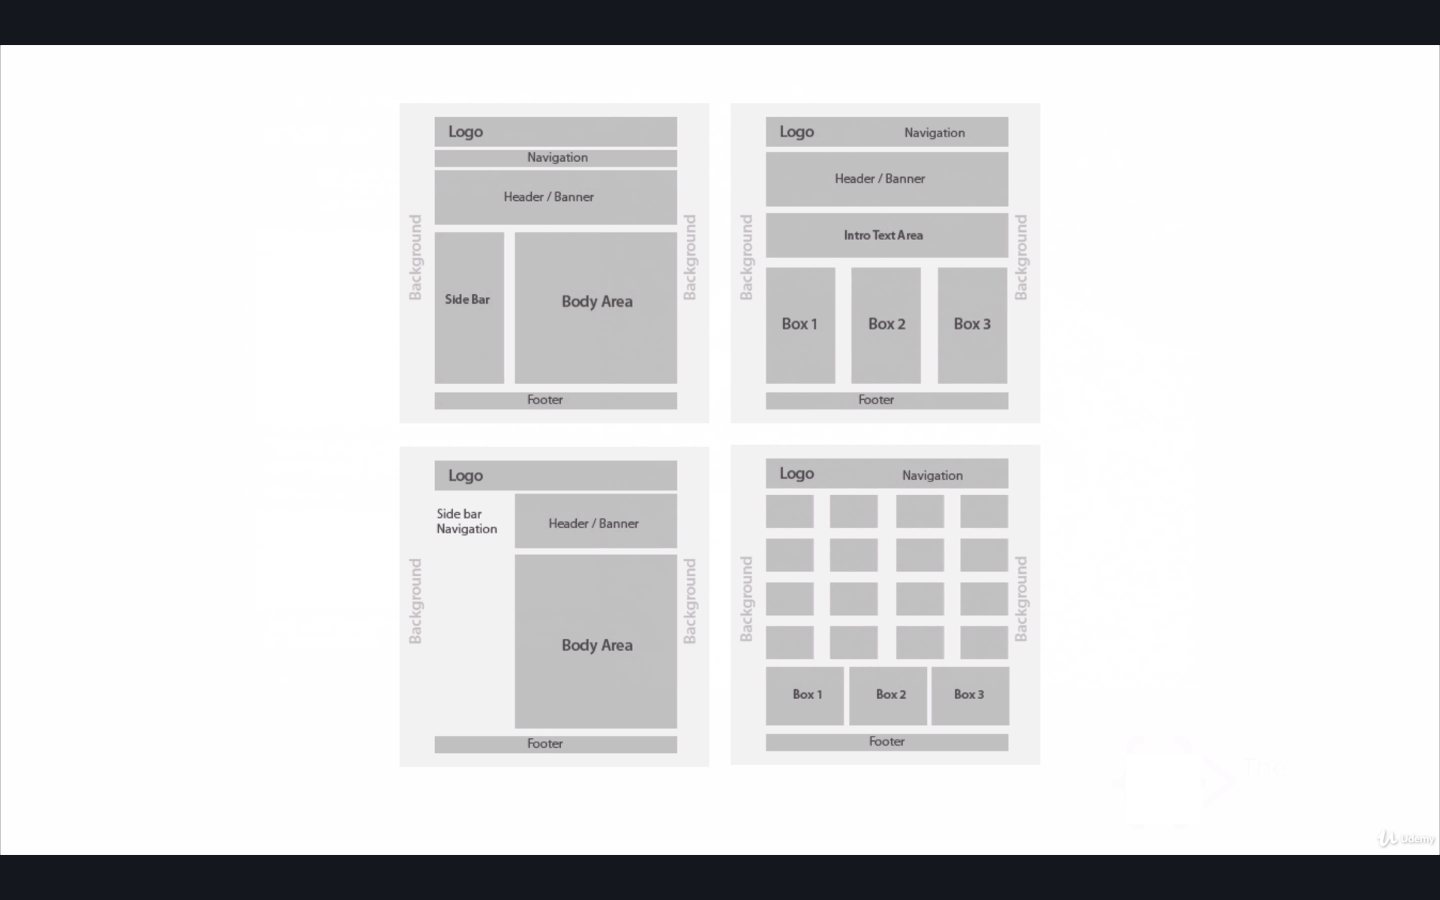 Logo
Navigation
Header / Banner
Background
Background
Side Bar
Body Area
Footer
Logo
Navigation
Header / Banner
Intro Text Area
Background
Background
Box 1
Box 2
Box 3
Footer
Logo
Side bar
Navigation
Header / Banner
Background
Background
Body Area
Footer
Logo
Navigation
Background
Background
Box 1
Box 2
Box 3
Footer
Udemy